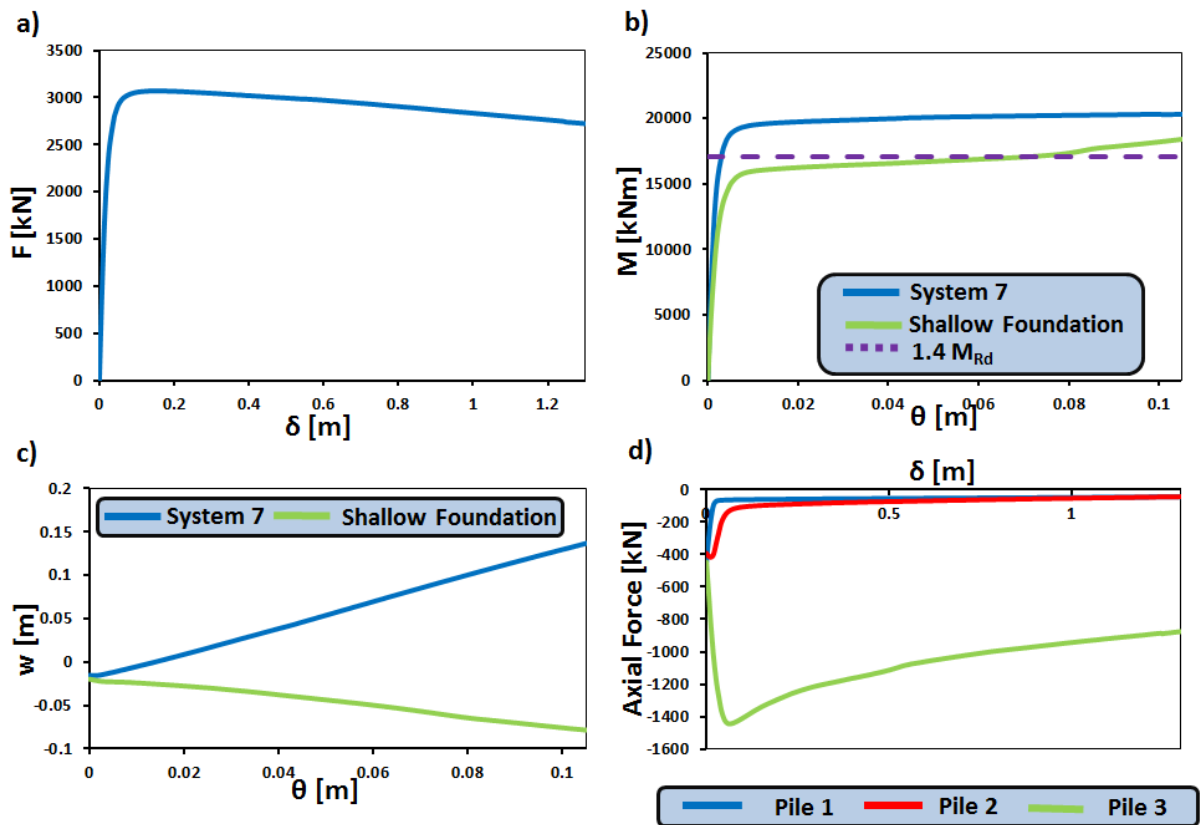 a)
3500
3000
2500
2000
1500
1000
500
0
F [kN]
0 0.2 0.4 0.6 0.8 1 1.2
δ [m]
b)
25000
20000
15000
10000
5000
0
M [kNm]
System 7
Shallow Foundation
1.4 MRd
0 0.02 0.04 0.06 0.08 0.1
θ [m]
c)
0.2
0.15
0.1
0.05
0
-0.05
-0.1
w [m]
System 7 Shallow Foundation
0 0.02 0.04 0.06 0.08 0.1
θ [m]
d)
δ [m]
0 0.5 1
0
-200
-400
-600
-800
-1000
-1200
-1400
-1600
Axial Force [kN]
Pile 1 Pile 2 Pile 3